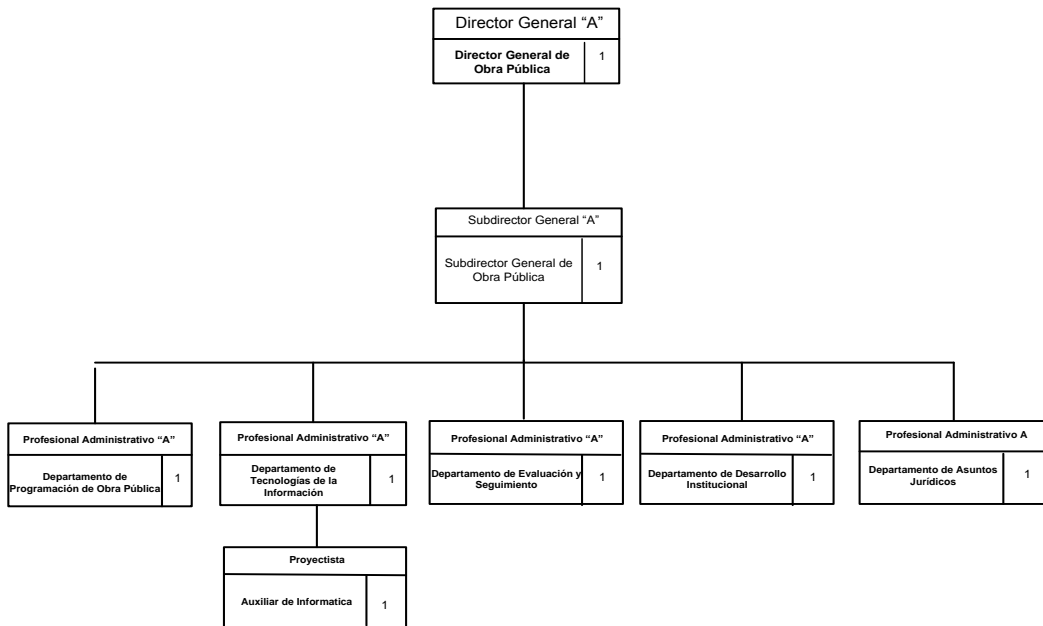 Director General “A”
Director General de
Obra Pública
1
Subdirector General “A”
Subdirector General de
Obra Pública
1
Profesional Administrativo “A”
Departamento de
Programación de Obra Pública
1
Profesional Administrativo “A”
Departamento de
Tecnologías de la
Información
1
Profesional Administrativo “A”
Departamento de Evaluación y
Seguimiento
1
Profesional Administrativo “A”
Departamento de Desarrollo
Institucional
1
Profesional Administrativo A
Departamento de Asuntos
Jurídicos
1
Proyectista
Auxiliar de Informatica
1